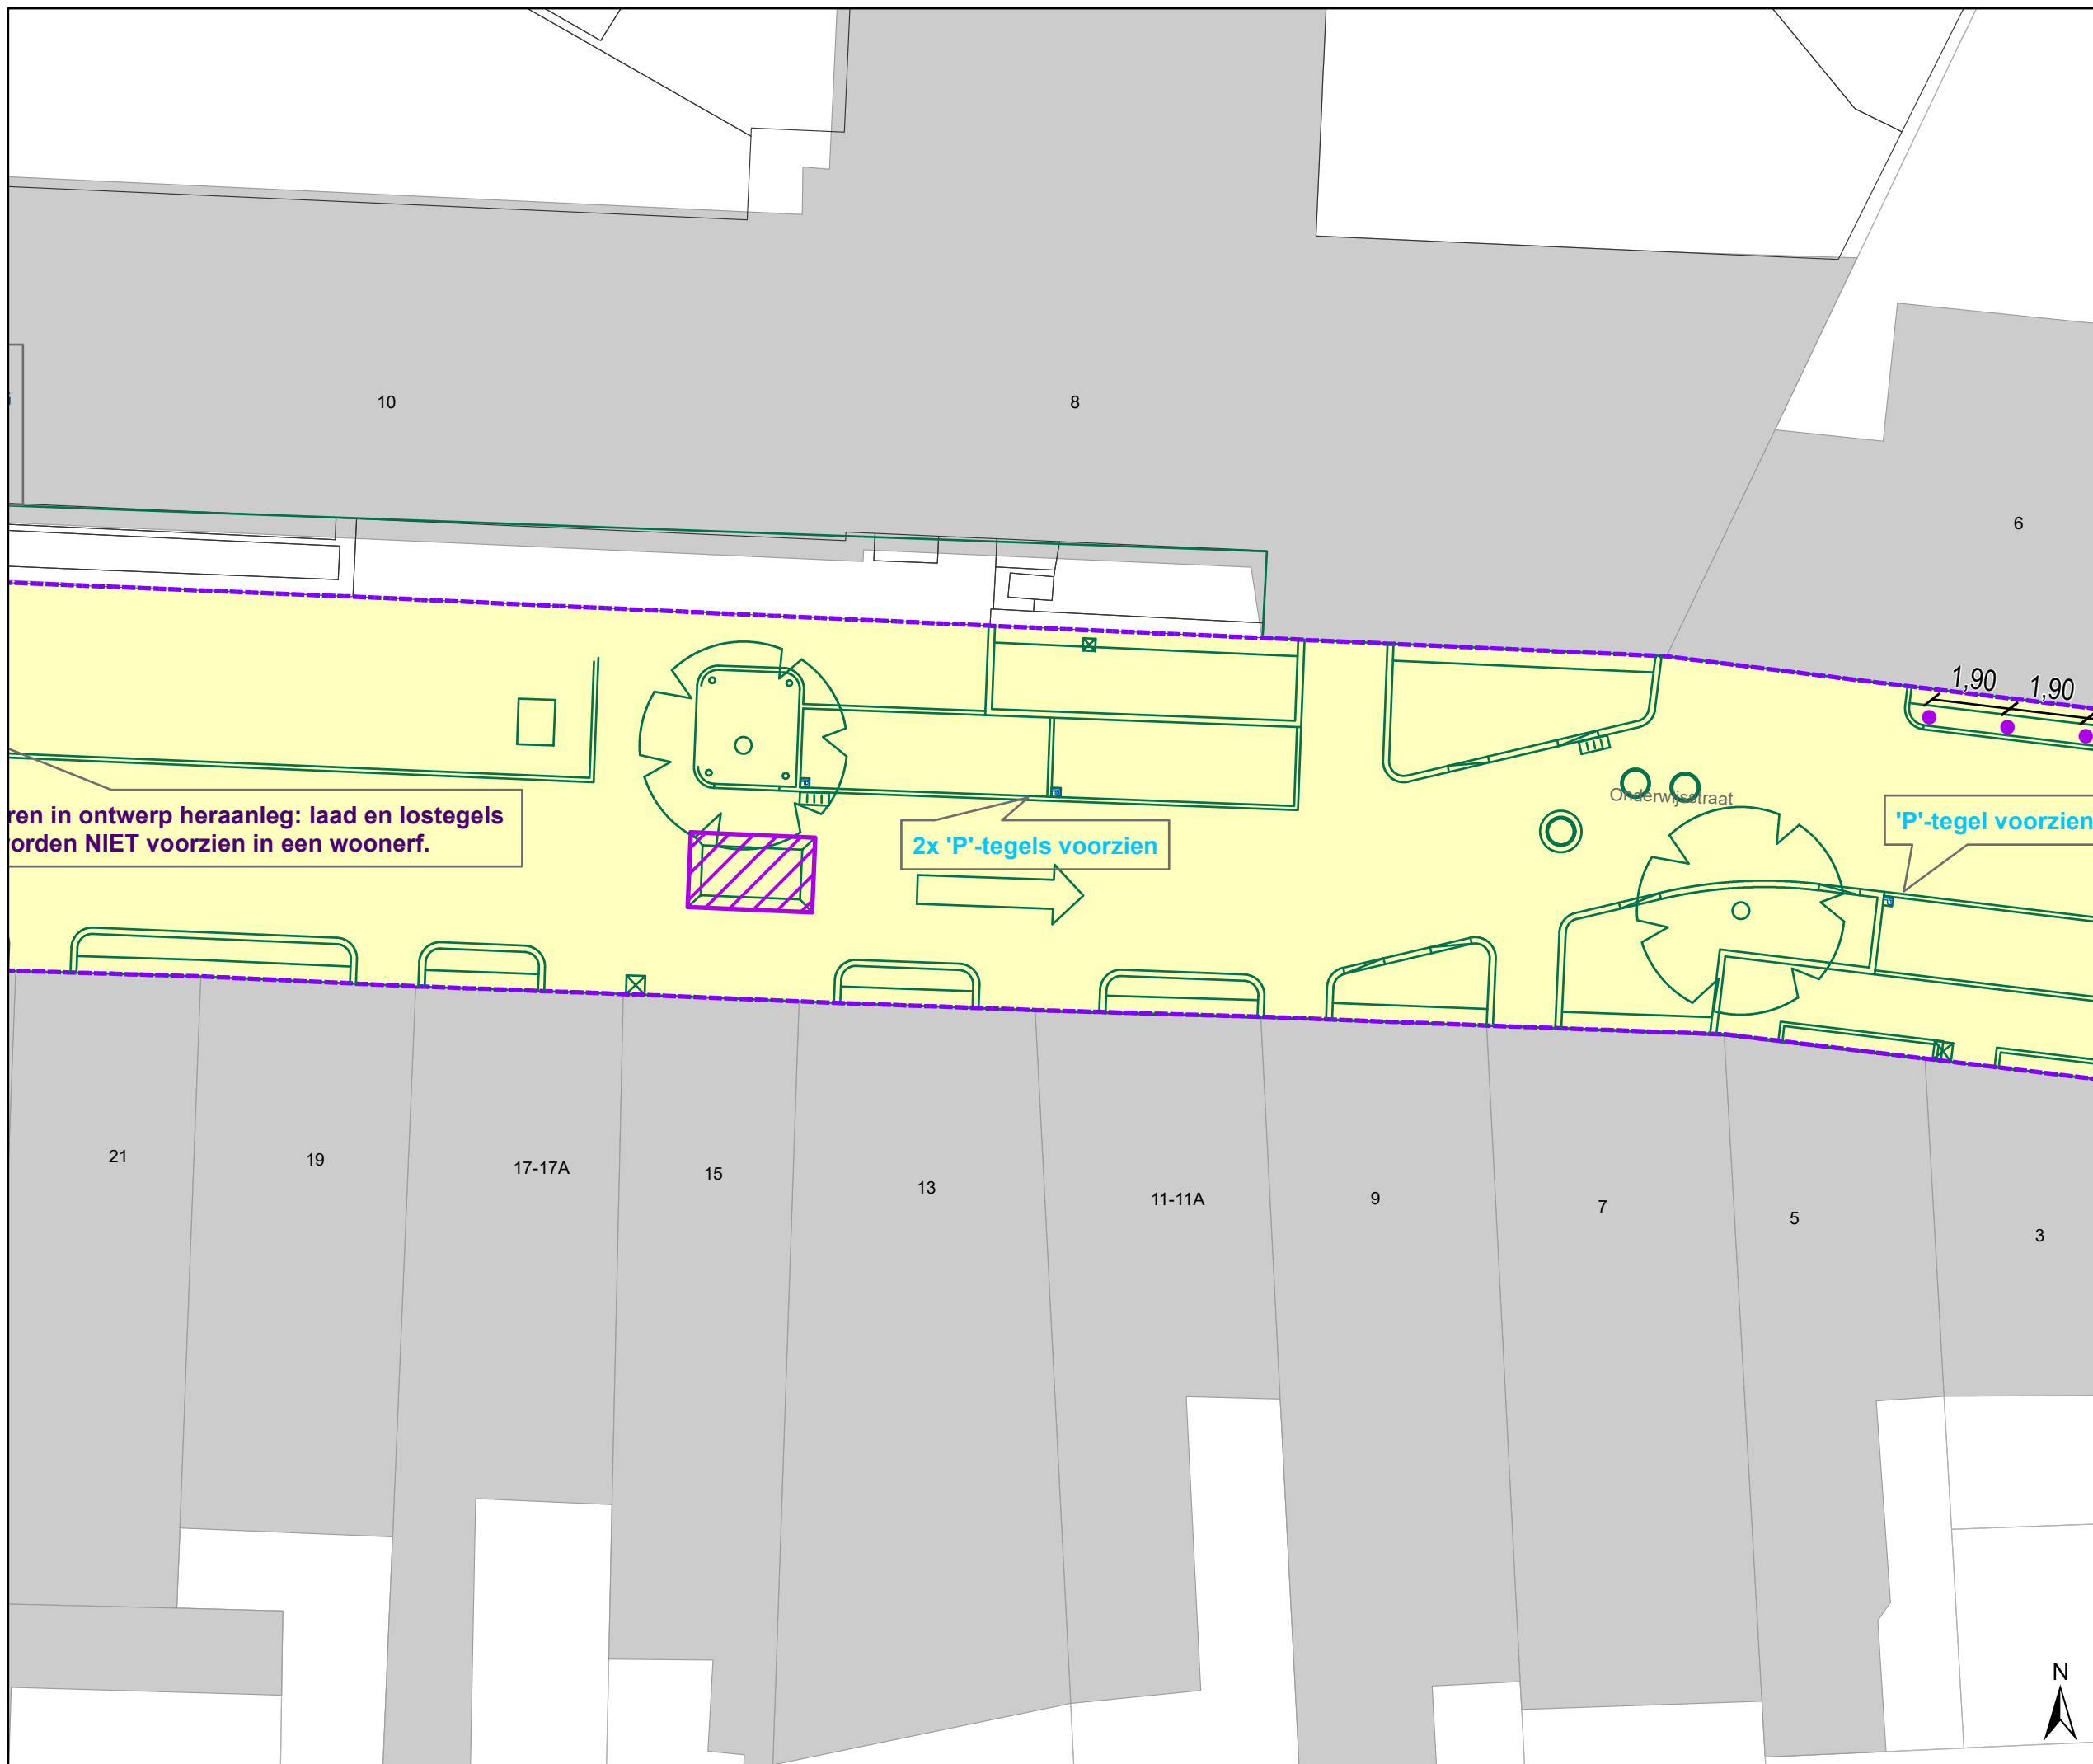 10
8
6
1,90
1,90
Onderwijsstraat
ren in ontwerp heraanleg: laad en lostegels
orden NIET voorzien in een woonerf.
2x 'P'-tegels voorzien
'P'-tegel voorzien
21
19
17-17A
15
13
11-11A
9
7
5
3
N